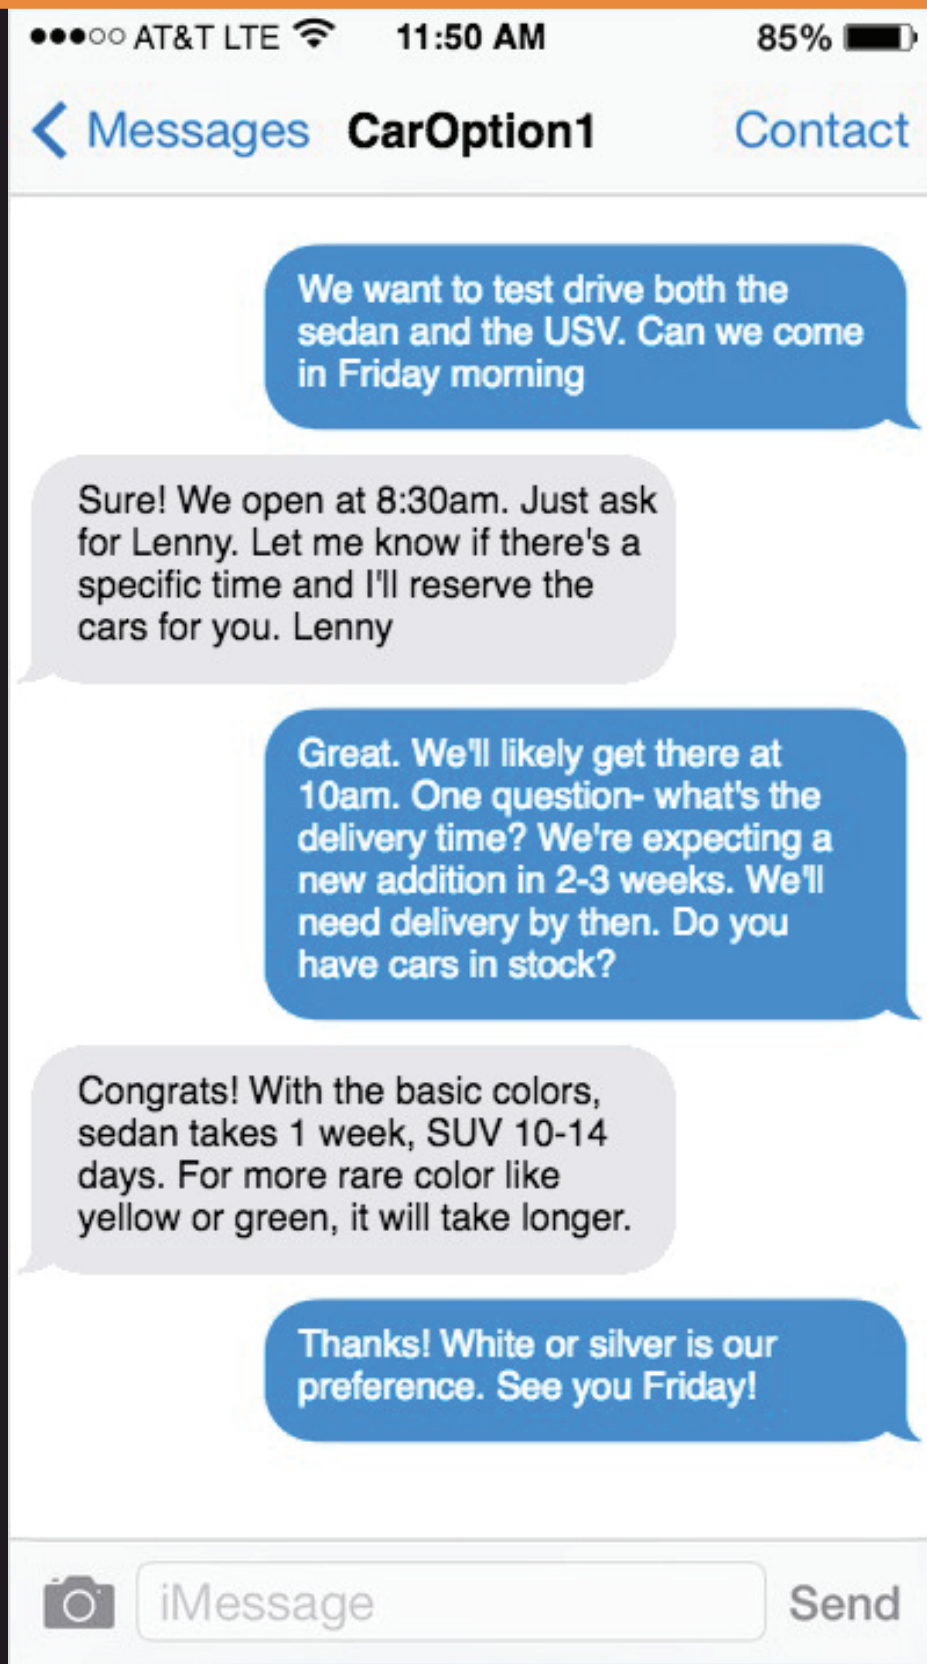 AT&T LTE 11:50 AM 85%
Messages CarOption1 Contact
We want to test drive both the
sedan and the USV. Can we come
in Friday morning
Sure! We open at 8:30am. Just ask
for Lenny. Let me know if there's a
specific time and I'll reserve the
cars for you. Lenny
Great. We'll likely get there at
10am. One question- what's the
delivery time? We're expecting a
new addition in 2-3 weeks. We'll
need delivery by then. Do you
have cars in stock?
Congrats! With the basic colors,
sedan takes 1 week, SUV 10-14
days. For more rare color like
yellow or green, it will take longer.
Thanks! White or silver is our
preference. See you Friday!
iMessage Send